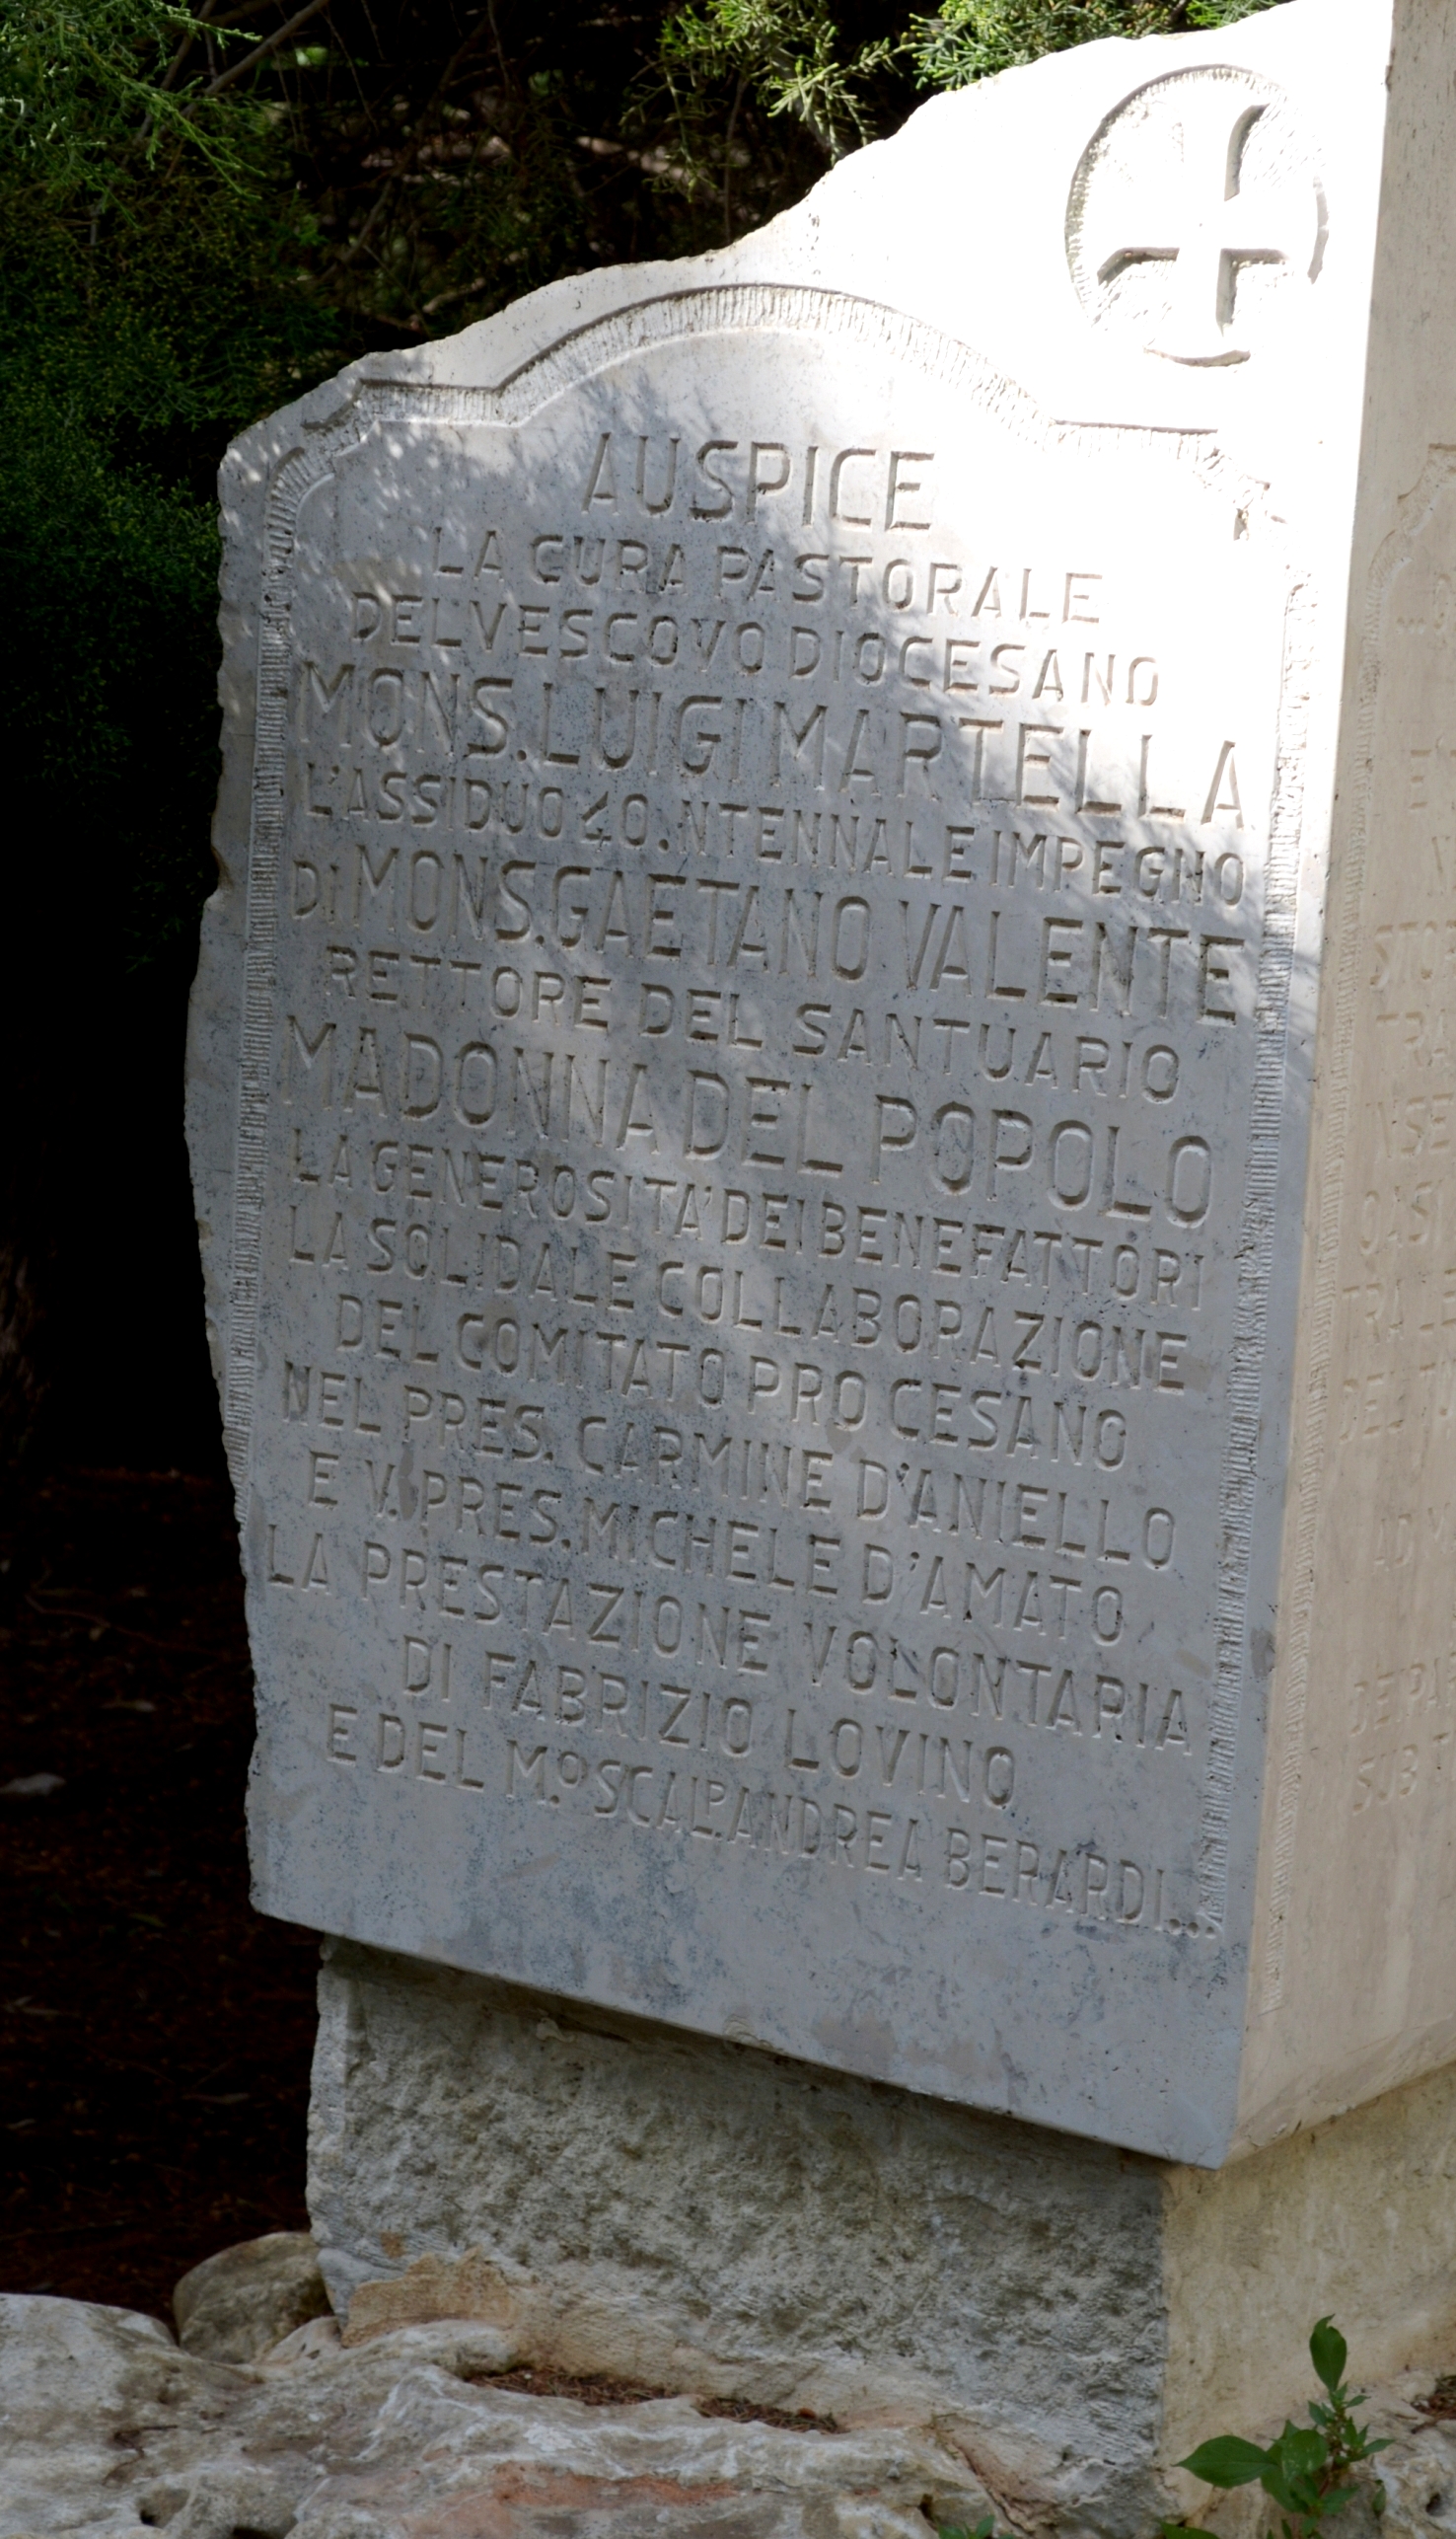 AUSPICE
LA CURA PASTORALE
DEL VESCOVO DIOCESANO
MONS. LUIGI MARTELLA
L'ASSIDUO 40.NTENNALE IMPEGNO
DI MONS. GAETANO VALENTE
RETTORE DEL SANTUARIO
MADONNA DEL POPOLO
LA GENEROSITA' DEI BENEFATTORI
LA SOLIDALE COLLABORAZIONE
DEL COMITATO PRO CESANO
NEL PRES. CARMINE D'ANIELLO
E V. PRES. MICHELE D'AMATO
LA PRESTAZIONE VOLONTARIA
DI FABRIZIO LOVINO
E DEL M.º SCALP. ANDREA BERARDI...